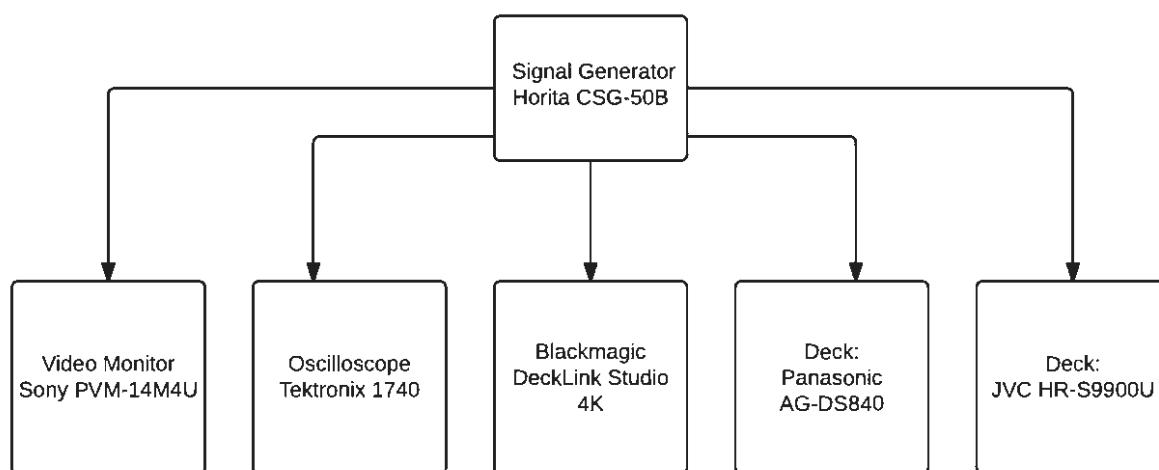 Signal Generator
Horita CSG-50B
Video Monitor
Sony PVM-14M4U
Oscilloscope
Tektronix 1740
Blackmagic
DeckLink Studio
4K
Deck:
Panasonic
AG-DS840
Deck:
JVC HR-S9900U